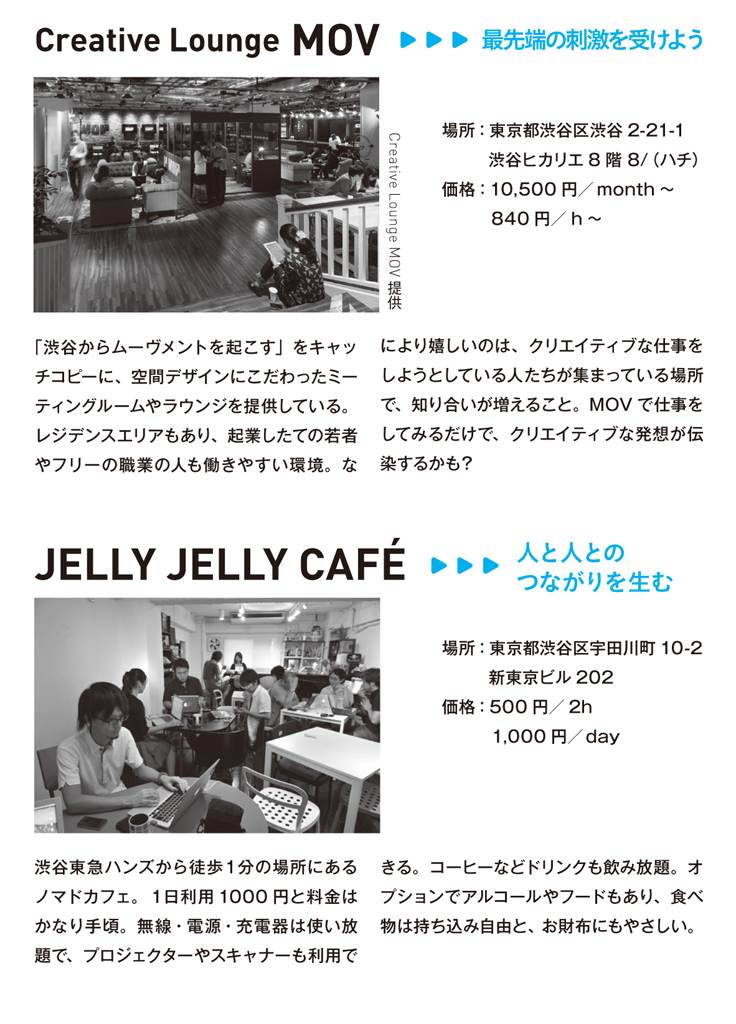 Creative Lounge MOV ▶▶▶ 最先端の刺激を受けよう
Creative Lounge MOV 提供
場所：東京都渋谷区渋谷 2-21-1
渋谷ヒカリエ 8 階 8/（ハチ）
価格：10,500 円／month 〜
840 円／ h 〜
「渋谷からムーヴメントを起こす」をキャッ
チコピーに、空間デザインにこだわったミー
ティングルームやラウンジを提供している。
レジデンスエリアもあり、起業したての若者
やフリーの職業の人も働きやすい環境。な
により嬉しいのは、クリエイティブな仕事を
しようとしている人たちが集まっている場所
で、知り合いが増えること。MOV で仕事を
してみるだけで、クリエイティブな発想が伝
染するかも？
JELLY JELLY CAFÉ ▶▶▶ 人と人との
つながりを生む
場所：東京都渋谷区宇田川町 10-2
新東京ビル 202
価格：500 円／ 2h
1,000 円／ day
渋谷東急ハンズから徒歩1分の場所にある
ノマドカフェ。1日利用 1000 円と料金は
かなり手頃。無線・電源・充電器は使い放
題で、プロジェクターやスキャナーも利用で
きる。コーヒーなどドリンクも飲み放題。オ
プションでアルコールやフードもあり、食べ
物は持ち込み自由と、お財布にもやさしい。